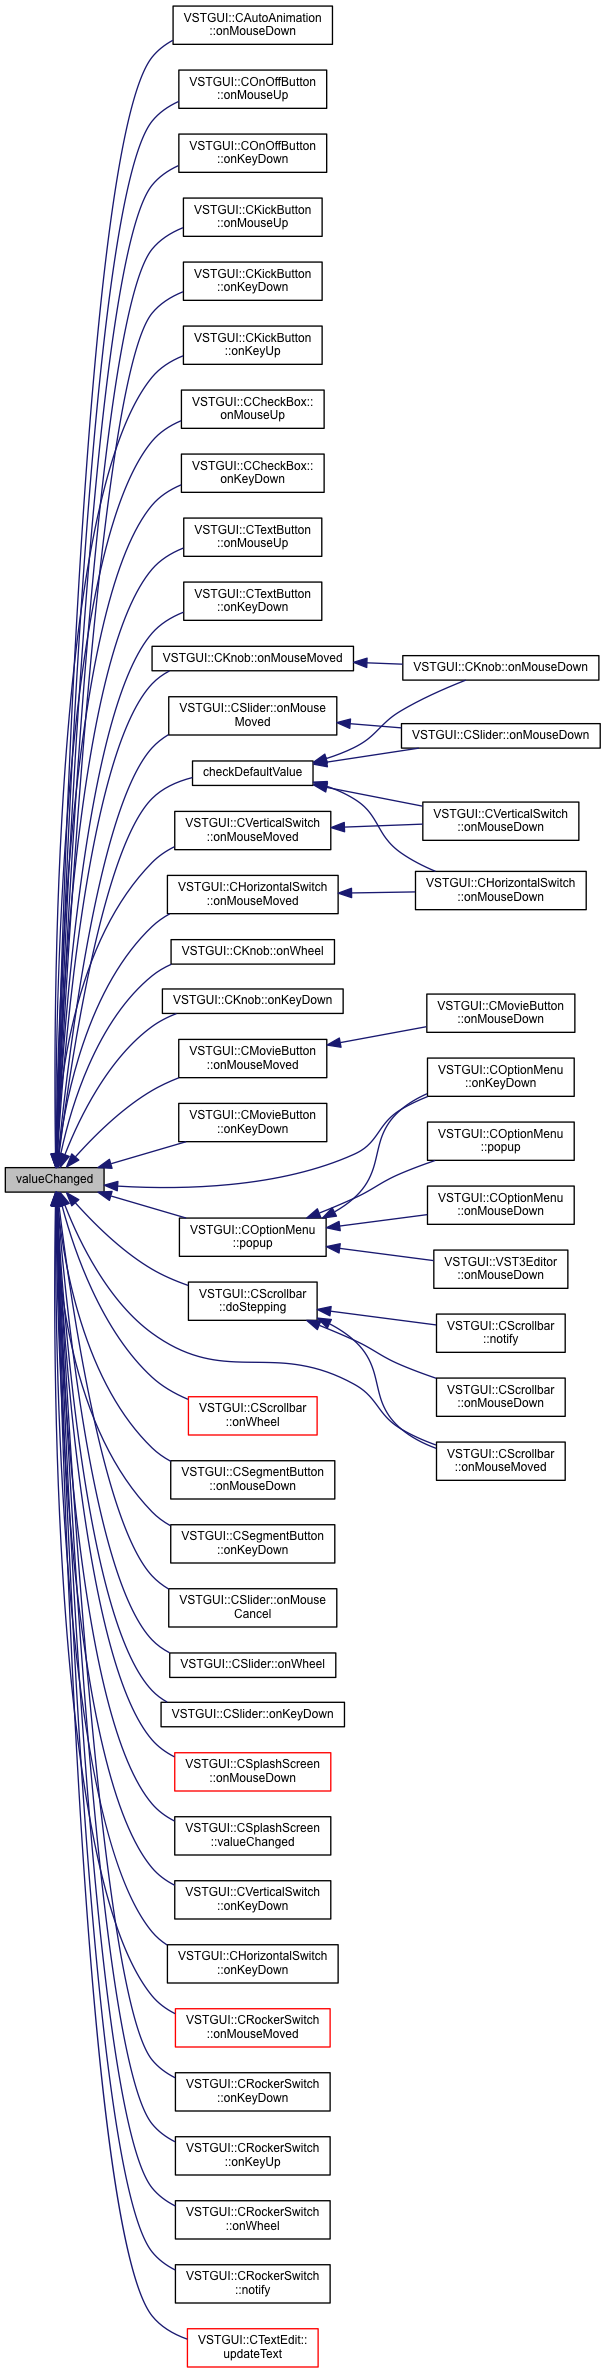 VSTGUI::CAutoAnimation
::onMouseDown
VSTGUI::COnOffButton
::onMouseUp
VSTGUI::COnOffButton
::onKeyDown
VSTGUI::CKickButton
::onMouseUp
VSTGUI::CKickButton
::onKeyDown
VSTGUI::CKickButton
::onKeyUp
VSTGUI::CCheckBox::
onMouseUp
VSTGUI::CCheckBox::
onKeyDown
VSTGUI::CTextButton
::onMouseUp
VSTGUI::CTextButton
::onKeyDown
VSTGUI::CKnob::onMouseMoved
VSTGUI::CKnob::onMouseDown
VSTGUI::CSlider::onMouse
Moved
VSTGUI::CSlider::onMouseDown
checkDefaultValue
VSTGUI::CVerticalSwitch
::onMouseDown
VSTGUI::CVerticalSwitch
::onMouseMoved
VSTGUI::CHorizontalSwitch
::onMouseDown
VSTGUI::CHorizontalSwitch
::onMouseMoved
VSTGUI::CKnob::onWheel
VSTGUI::CKnob::onKeyDown
VSTGUI::CMovieButton
::onMouseDown
VSTGUI::CMovieButton
::onMouseMoved
VSTGUI::COptionMenu
::onKeyDown
VSTGUI::CMovieButton
::onKeyDown
VSTGUI::COptionMenu
::popup
valueChanged
VSTGUI::COptionMenu
::onMouseDown
VSTGUI::COptionMenu
::popup
VSTGUI::VST3Editor
::onMouseDown
VSTGUI::CScrollbar
::doStepping
VSTGUI::CScrollbar
::notify
VSTGUI::CScrollbar
::onMouseDown
VSTGUI::CScrollbar
::onWheel
VSTGUI::CScrollbar
::onMouseMoved
VSTGUI::CSegmentButton
::onMouseDown
VSTGUI::CSegmentButton
::onKeyDown
VSTGUI::CSlider::onMouse
Cancel
VSTGUI::CSlider::onWheel
VSTGUI::CSlider::onKeyDown
VSTGUI::CSplashScreen
::onMouseDown
VSTGUI::CSplashScreen
::valueChanged
VSTGUI::CVerticalSwitch
::onKeyDown
VSTGUI::CHorizontalSwitch
::onKeyDown
VSTGUI::CRockerSwitch
::onMouseMoved
VSTGUI::CRockerSwitch
::onKeyDown
VSTGUI::CRockerSwitch
::onKeyUp
VSTGUI::CRockerSwitch
::onWheel
VSTGUI::CRockerSwitch
::notify
VSTGUI::CTextEdit::
updateText